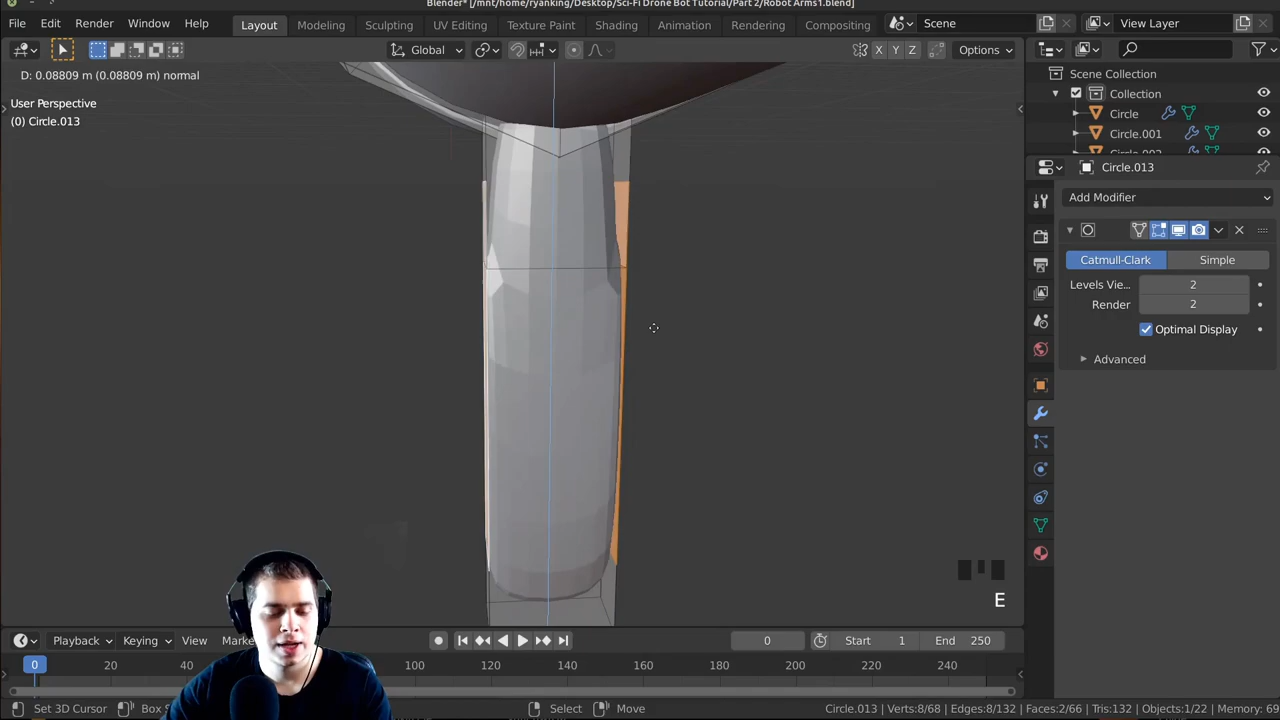 Blender* [/mnt/home/ryanking/Desktop/Sci-Fi Drone Bot Tutorial/Part 2/Robot Arms1.blend]
File Edit Render Window Help Layout Modeling Sculpting UV Editing Texture Paint Shading Animation Rendering Compositing Scene View Layer
Global X Y Z Options
D: 0.08809 m (0.08809 m) normal
User Perspective
(0) Circle.013
Scene Collection
Collection
Circle
Circle.001
Circle.002
Circle.013
Add Modifier
Catmull-Clark Simple
Levels Vie... 2
Render 2
Optimal Display
Advanced
E
Playback Keying View Marke 0 Start 1 End 250
0 20 40 100 120 140 160 180 200 220 240
Set 3D Cursor Box S Select Move Circle.013 | Verts:8/68 | Edges:8/132 | Faces:2/66 | Tris:132 | Objects:1/22 | Memory: 69